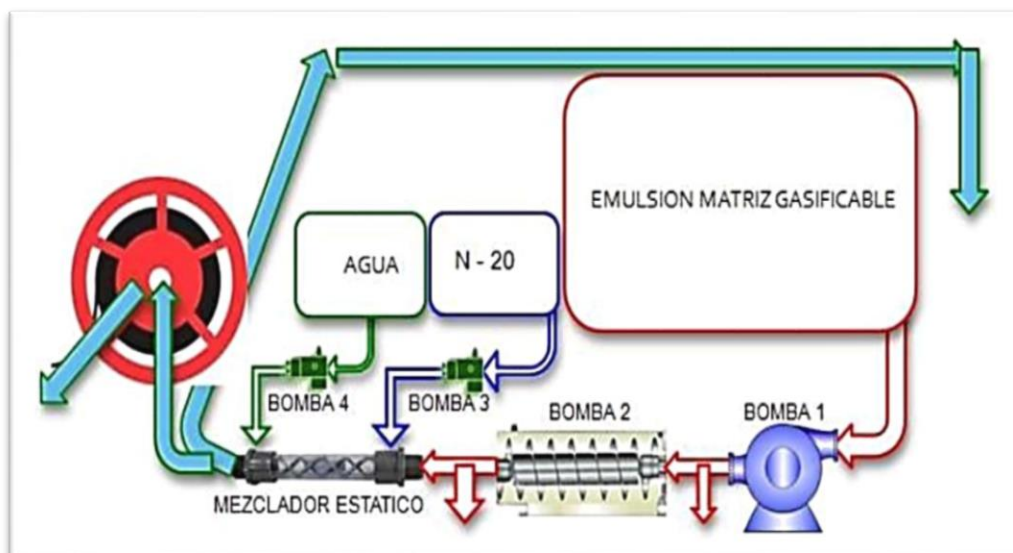 EMULSION MATRIZ GASIFICABLE
AGUA
N - 20
BOMBA 4
BOMBA 3
BOMBA 2
BOMBA 1
MEZCLADOR ESTATICO